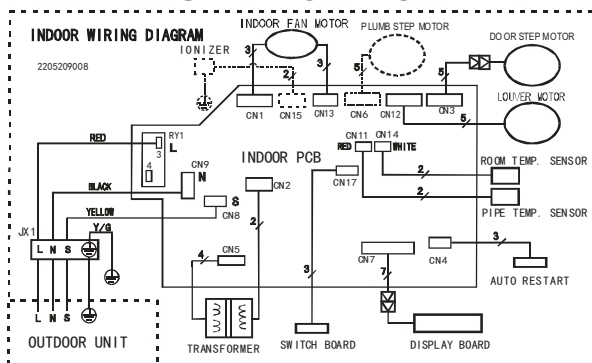 INDOOR WIRING DIAGRAM
2205209008
INDOOR FAN MOTOR
IONIZER
PLUMB STEP MOTOR
DOOR STEP MOTOR
LOUVER MOTOR
3
2
3
5
5
5
CN1
CN15
CN13
CN6
CN12
CN3
RED
RY1
3
L
4
CN9
N
BLACK
YELLOW
S
CN8
Y/G
JX1
L N S
INDOOR PCB
CN2
2
CN11
CN14
RED
WHITE
CN17
2
2
ROOM TEMP. SENSOR
PIPE TEMP. SENSOR
4
CN5
3
CN7
7
CN4
3
AUTO RESTART
L N S
OUTDOOR UNIT
TRANSFORMER
SWITCH BOARD
DISPLAY BOARD